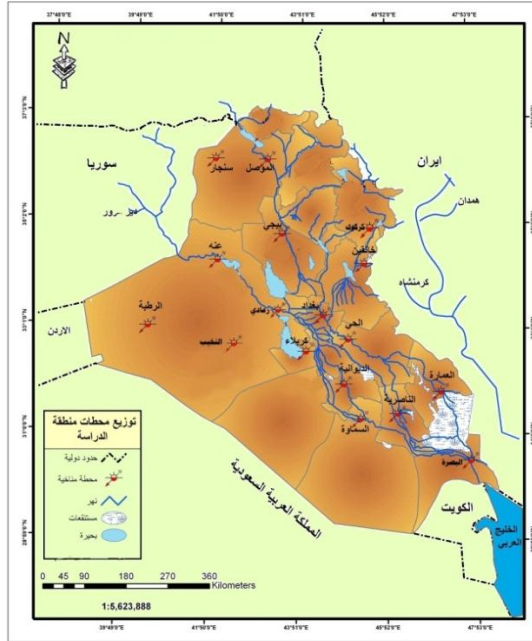 N
سوريا
ايران
سنجار
الموصل
همدان
كركوك
بيجي
خانقين
عنه
كرمنشاه
الرطبة
رمادي
بغداد
الاردن
النخيب
كربلاء
الحي
الديوانية
العمارة
السماوة
الناصرية
البصرة
المملكة العربية السعودية
الكويت
الخليج
العربي
توزيع محطات منطقة
الدراسة
حدود دولية
محطة مناخية
نهر
مستنقعات
بحيرة
0 45 90 180 270 360
Kilometers
1:5,623,888